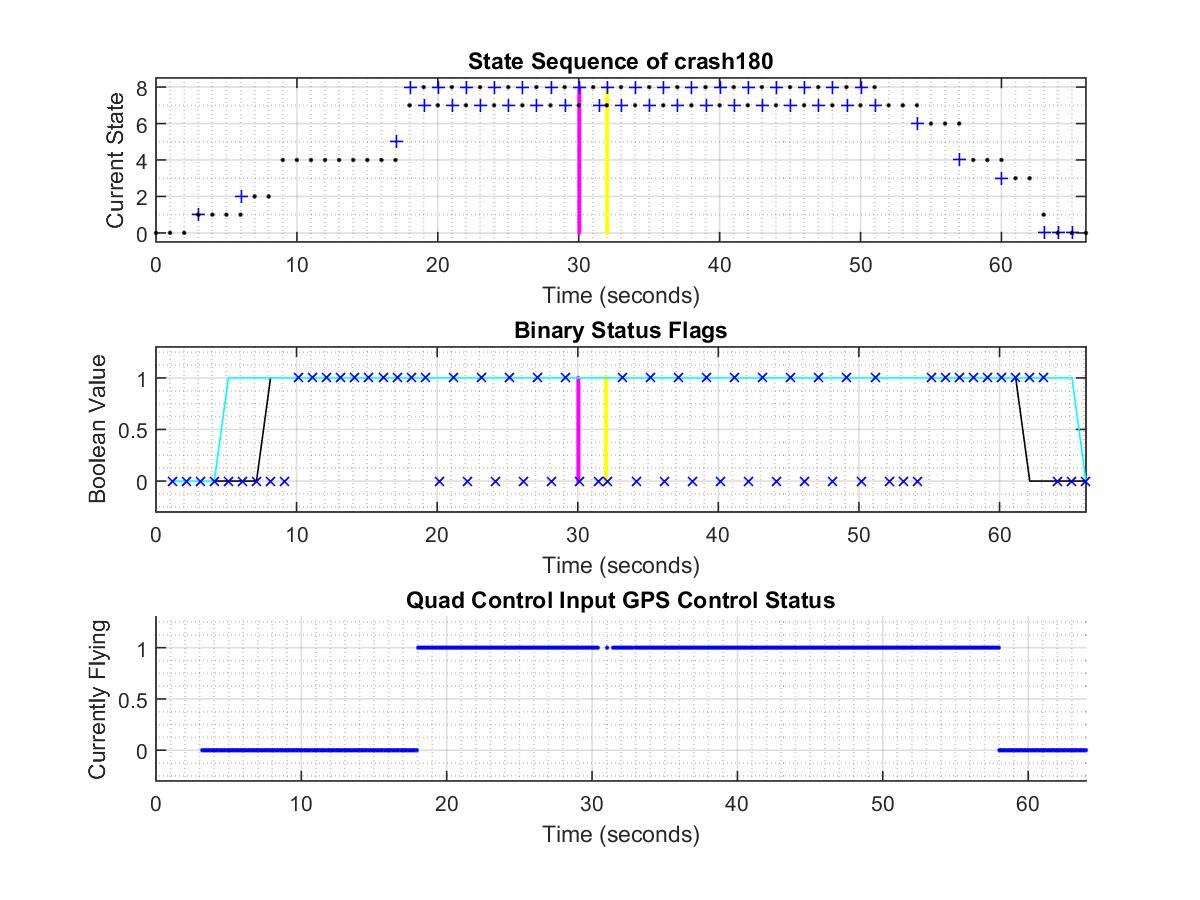 State Sequence of crash180
Current State
8
6
4
2
0
0 10 20 30 40 50 60
Time (seconds)
Binary Status Flags
Boolean Value
1
0.5
0
0 10 20 30 40 50 60
Time (seconds)
Quad Control Input GPS Control Status
Currently Flying
1
0.5
0
0 10 20 30 40 50 60
Time (seconds)